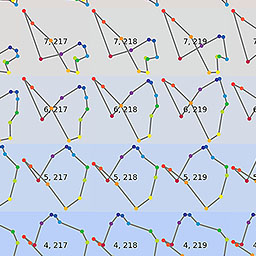 7, 217 7, 218 7, 219
6, 217 6, 218 6, 219
5, 217 5, 218 5, 219
4, 217 4, 218 4, 219